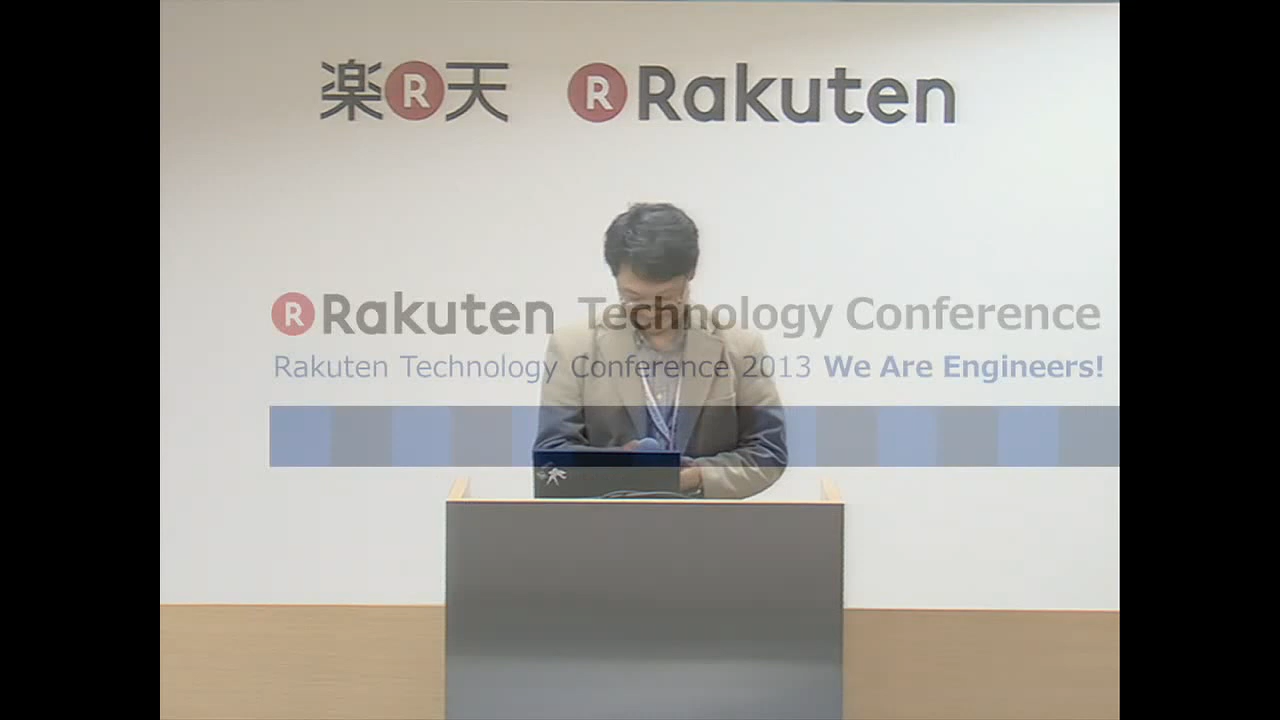 楽R天 R Rakuten
R Rakuten Technology Conference
Rakuten Technology Conference 2013 We Are Engineers!